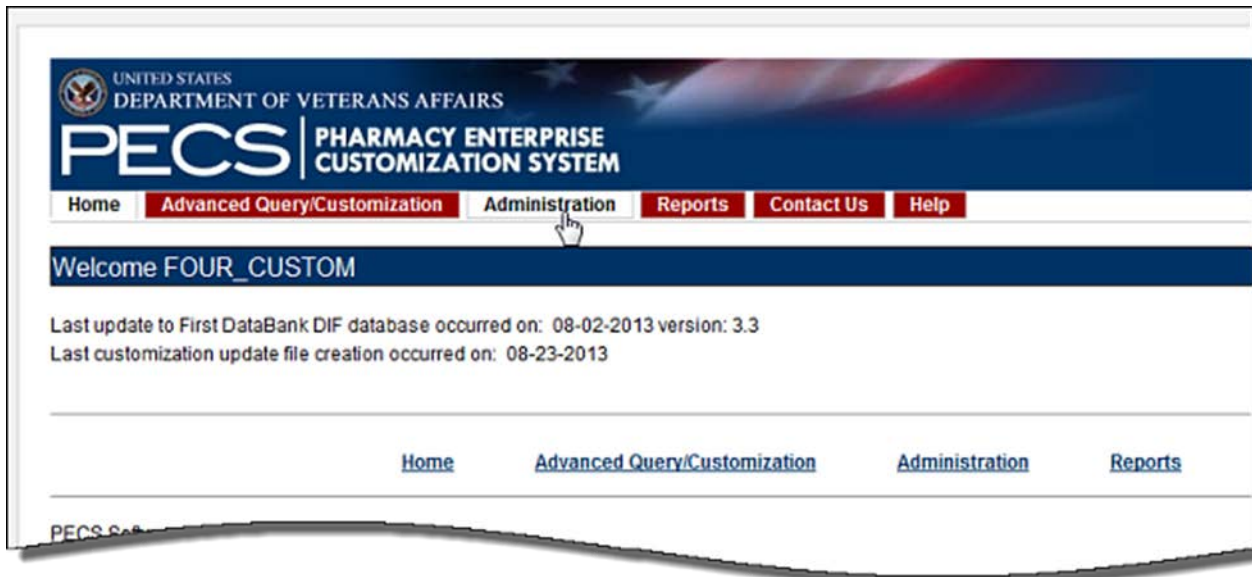 UNITED STATES
DEPARTMENT OF VETERANS AFFAIRS
PECS PHARMACY ENTERPRISE
CUSTOMIZATION SYSTEM
Home Advanced Query/Customization Administration Reports Contact Us Help
Welcome FOUR_CUSTOM
Last update to First DataBank DIF database occurred on: 08-02-2013 version: 3.3
Last customization update file creation occurred on: 08-23-2013
Home Advanced Query/Customization Administration Reports
PECS